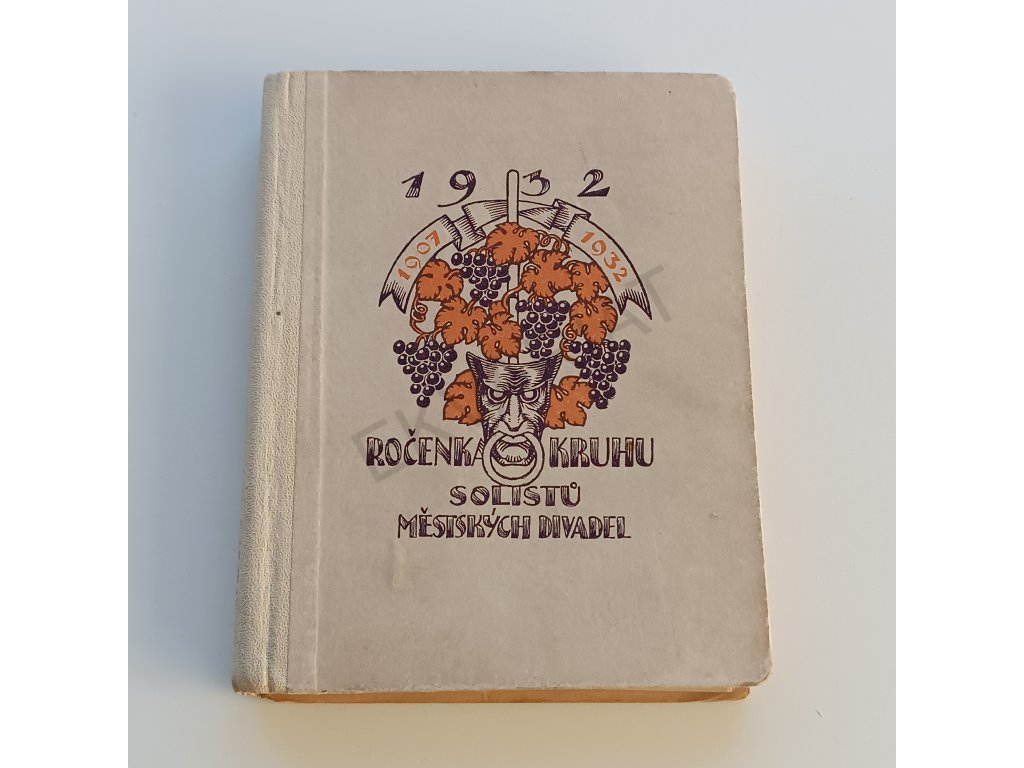 1932
1907 1932
ROČENKA KRUHU
SOLISTŮ
MĚSTSKÝCH DIVADEL